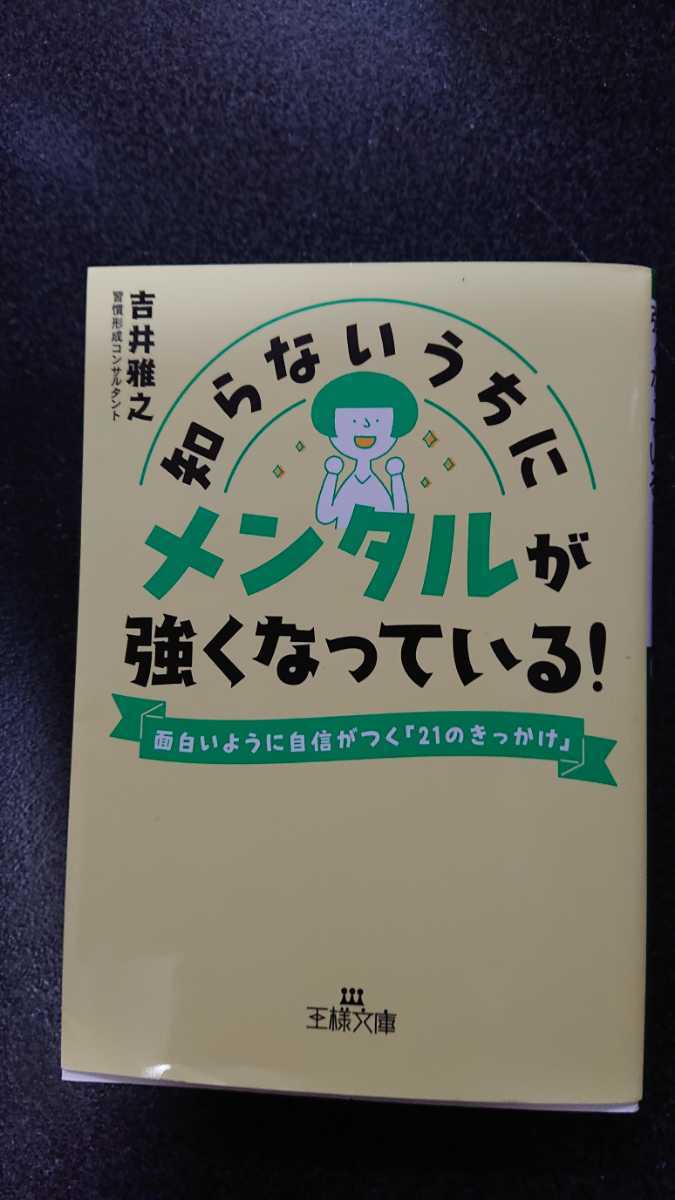 吉井雅之
習慣形成コンサルタント
知らないうちに
メンタルが
強くなっている!
面白いように自信がつく「21のきっかけ」
王様文庫